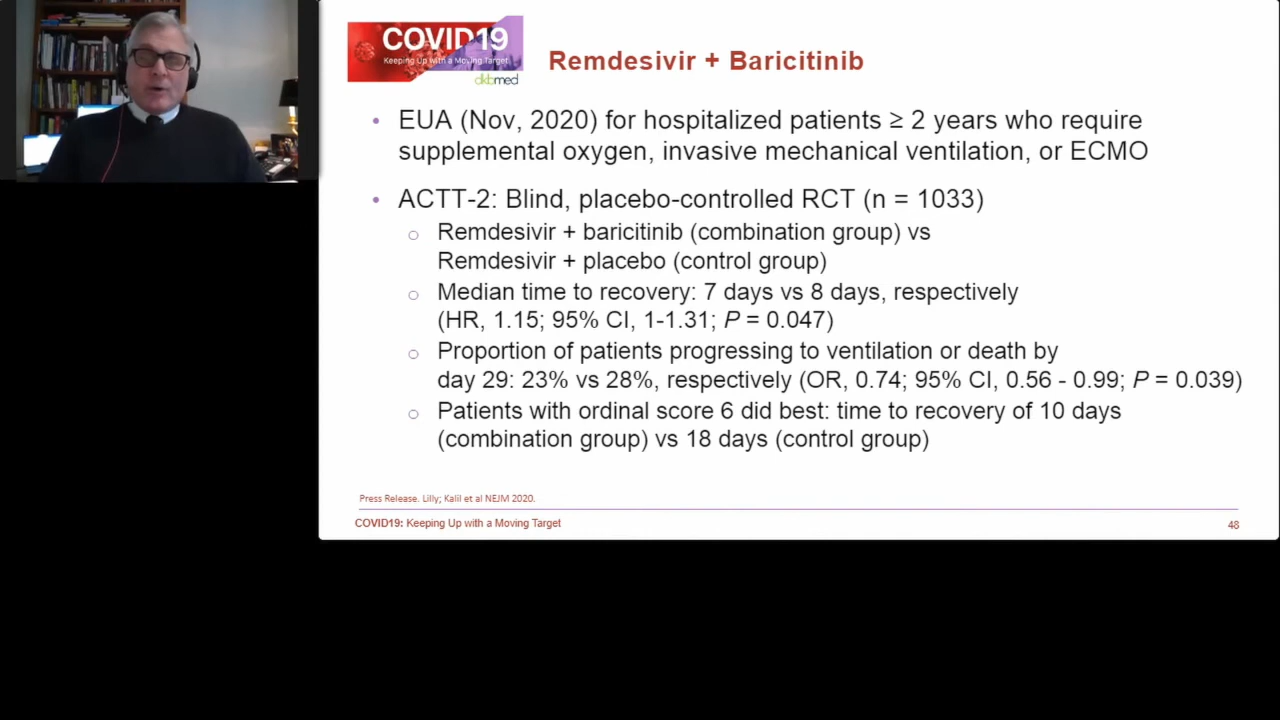 COVID19
Keeping Up with a Moving Target
dkbmed
Remdesivir + Baricitinib
• EUA (Nov, 2020) for hospitalized patients ≥ 2 years who require
supplemental oxygen, invasive mechanical ventilation, or ECMO
• ACTT-2: Blind, placebo-controlled RCT (n = 1033)
○ Remdesivir + baricitinib (combination group) vs
Remdesivir + placebo (control group)
○ Median time to recovery: 7 days vs 8 days, respectively
(HR, 1.15; 95% CI, 1-1.31; P = 0.047)
○ Proportion of patients progressing to ventilation or death by
day 29: 23% vs 28%, respectively (OR, 0.74; 95% CI, 0.56 - 0.99; P = 0.039)
○ Patients with ordinal score 6 did best: time to recovery of 10 days
(combination group) vs 18 days (control group)
Press Release. Lilly; Kalil et al NEJM 2020.
COVID19: Keeping Up with a Moving Target
48